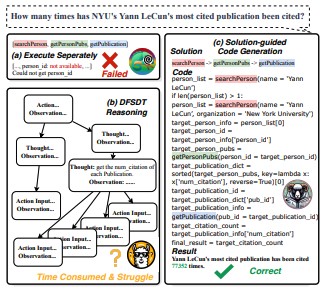 How many times has NYU's Yann LeCun's most cited publication been cited?
[searchPerson, getPersonPubs, getPublication]
(a) Execute Seperately
[..., person_id: not available, ...]
Could not get person_id
Failed
(b) DFSDT
Reasoning
Action...
Observation...
Thought...
Observation...
Thought...
Observation...
Thought: get the num_citation of
each Publication.
Observation: ......
Action Input...
Observation...
Action Input...
Observation...
Action Input...
Observation...
Action Input...
Observation...
?
Time Consumed & Struggle
(c) Solution-guided
Code Generation
Solution
searchPerson -> getPersonPubs -> getPublication
Code
person_list = searchPerson(name = 'Yann
LeCun')
if len(person_list) > 1:
person_list = searchPerson(name = 'Yann
LeCun', organization = 'New York University')
target_person_info = person_list[0]
target_person_id =
target_person_info['person_id']
target_person_pubs =
getPersonPubs(person_id = target_person_id)
target_publication_dict =
sorted(target_person_pubs, key=lambda x:
x['num_citation'], reverse=True)[0]
target_publication_id =
target_publication_dict['pub_id']
target_publication_info =
getPublication(pub_id = target_publication_id)
target_citation_count =
target_publication_info['num_citation']
final_result = target_citation_count
Result
Yann LeCun's most cited publication has been cited
77352 times.
Correct